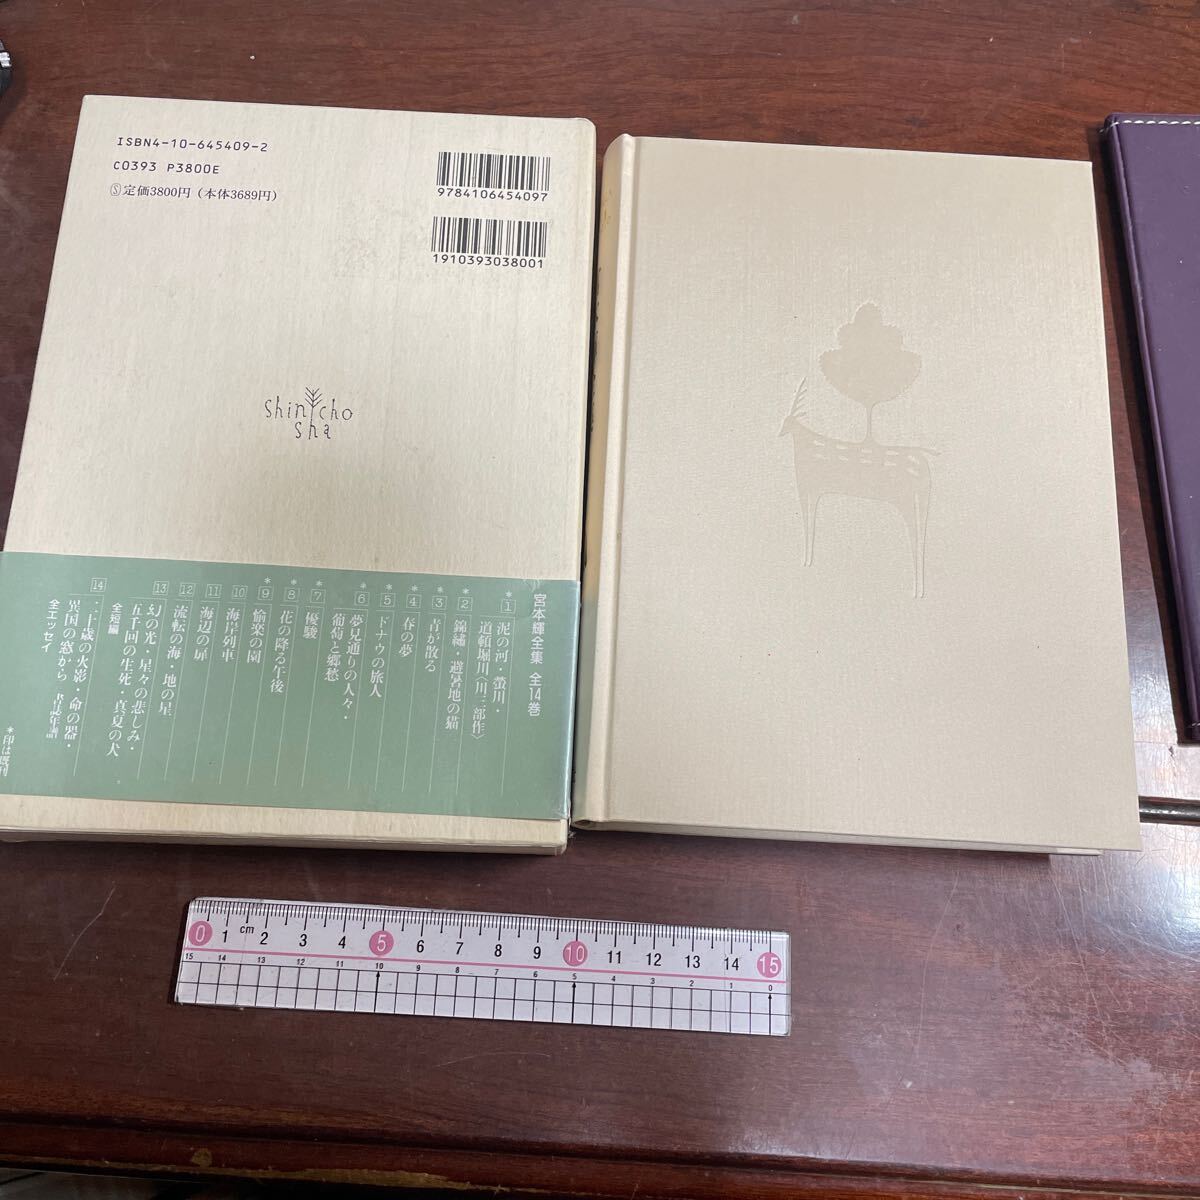 ISBN4-10-645409-2
C0393 P3800E
Ⓢ定価3800円(本体3689円)
9784106454097
1910393038001
shincho
sha
宮本輝全集 全14巻
*1 泥の河・螢川・
道頓堀川〈川三部作〉
*2 錦繡・避暑地の猫
*3 青が散る
*4 春の夢
*5 ドナウの旅人
*6 夢見通りの人々・
葡萄と郷愁
*7 優駿
*8 花の降る午後
*9 愉楽の園
10 海岸列車
11 海辺の扉
12 流転の海・地の星
13 幻の光・星々の悲しみ・
五千回の生死・真夏の犬
全短編
14 二十歳の火影・命の器・
異国の窓から 書誌年譜
全エッセイ
*印は既刊
0 1 cm 2 3 4 5 6 7 8 9 10 11 12 13 14 15
15 14 13 12 11 10 9 8 7 6 5 4 3 2 1 0